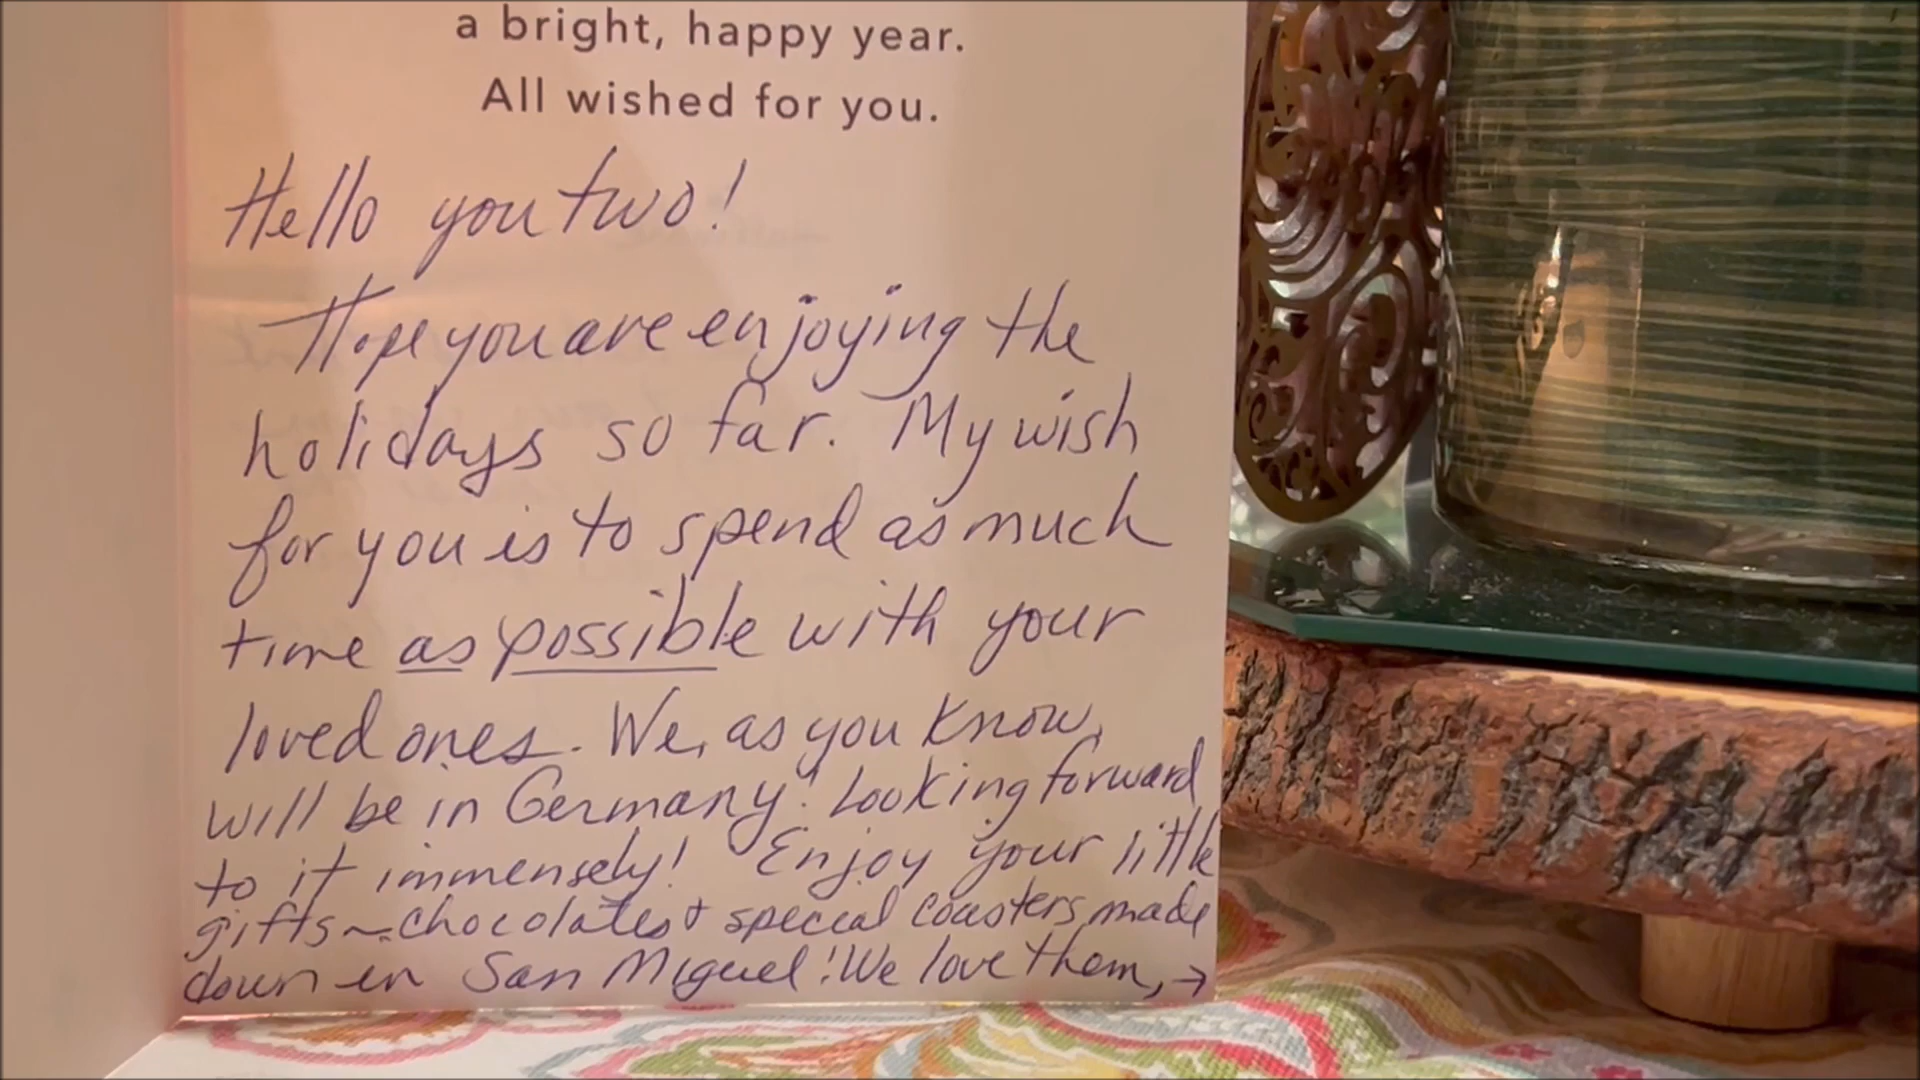 a bright, happy year.
All wished for you.
Hello you two!
Hope you are enjoying the
holidays so far. My wish
for you is to spend as much
time as possible with your
loved ones. We, as you know,
will be in Germany! Looking forward
to it immensely! Enjoy your little
gifts ~ chocolates & special coasters made
down in San Miguel! We love them, →